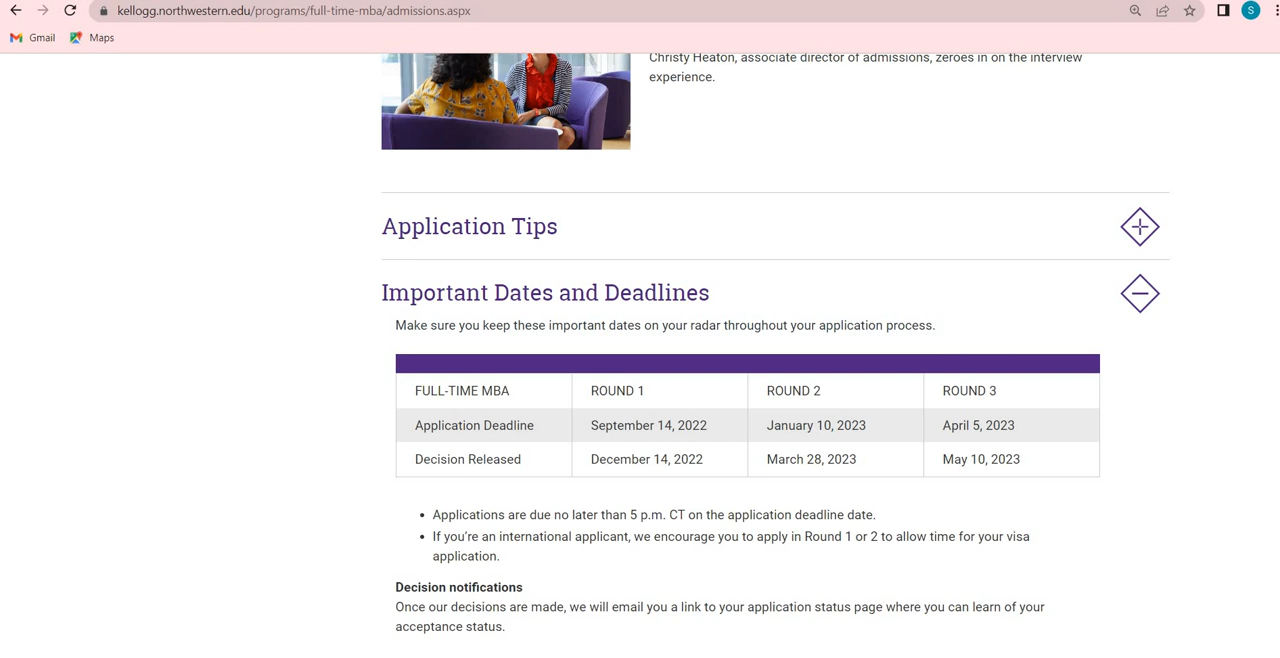 kellogg.northwestern.edu/programs/full-time-mba/admissions.aspx
S
Gmail Maps
Christy Heaton, associate director of admissions, zeroes in on the interview
experience.
Application Tips
Important Dates and Deadlines
Make sure you keep these important dates on your radar throughout your application process.
FULL-TIME MBA ROUND 1 ROUND 2 ROUND 3
Application Deadline September 14, 2022 January 10, 2023 April 5, 2023
Decision Released December 14, 2022 March 28, 2023 May 10, 2023
• Applications are due no later than 5 p.m. CT on the application deadline date.
• If you’re an international applicant, we encourage you to apply in Round 1 or 2 to allow time for your visa
application.
Decision notifications
Once our decisions are made, we will email you a link to your application status page where you can learn of your
acceptance status.